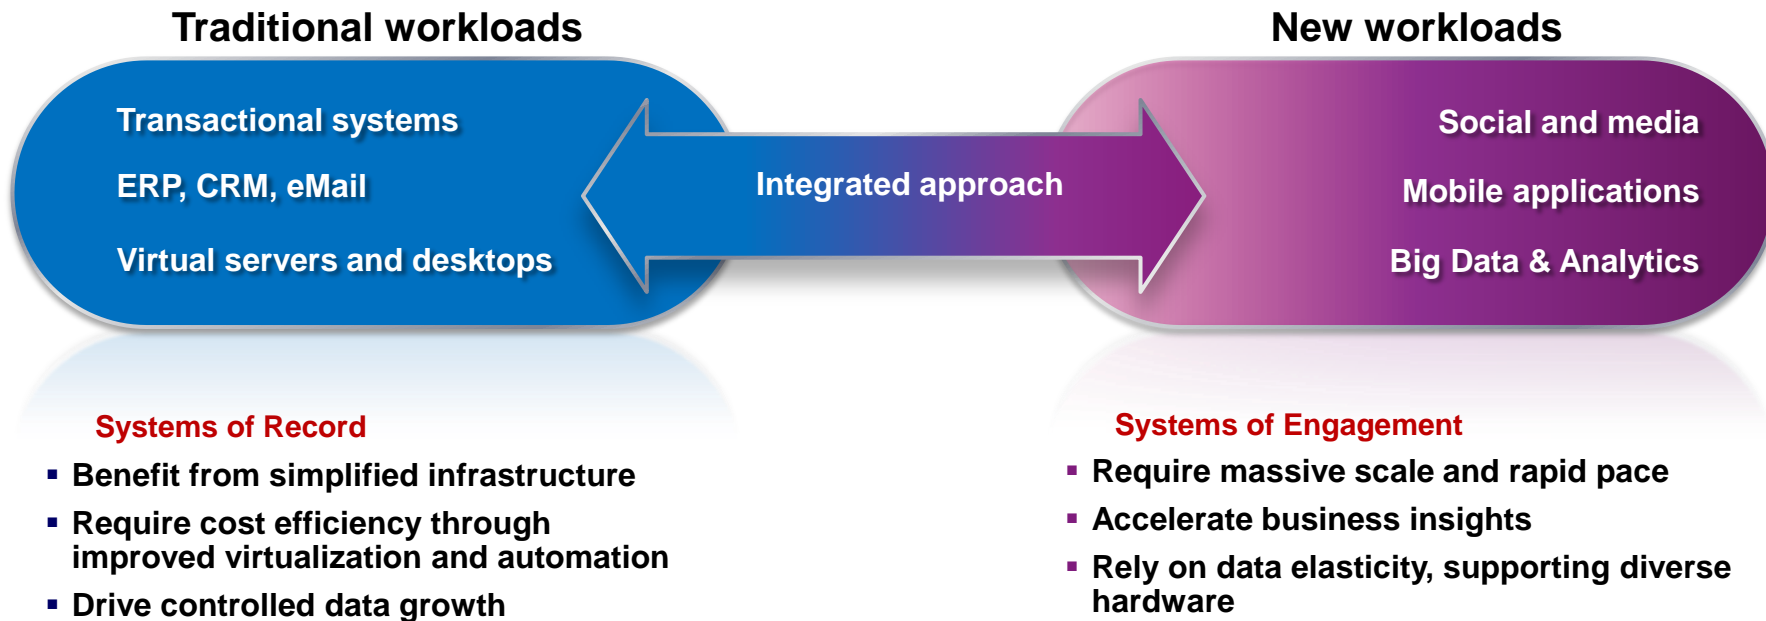 Traditional workloads
Transactional systems
ERP, CRM, eMail
Virtual servers and desktops
Integrated approach
New workloads
Social and media
Mobile applications
Big Data & Analytics
Systems of Record
▪ Benefit from simplified infrastructure
▪ Require cost efficiency through
improved virtualization and automation
▪ Drive controlled data growth
Systems of Engagement
▪ Require massive scale and rapid pace
▪ Accelerate business insights
▪ Rely on data elasticity, supporting diverse
hardware